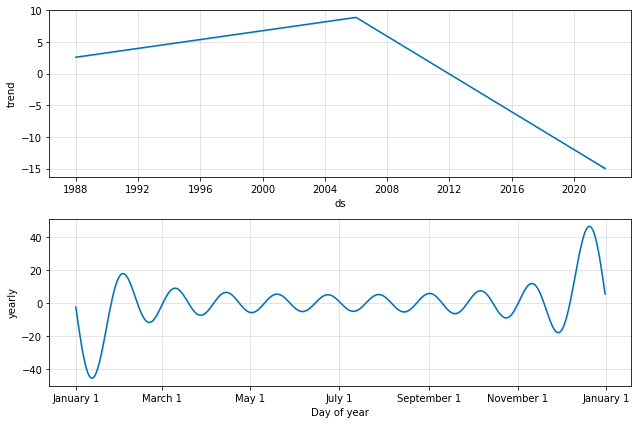 10
5
0
−5
−10
−15
trend
1988 1992 1996 2000 2004 2008 2012 2016 2020
ds
40
20
0
−20
−40
yearly
January 1 March 1 May 1 July 1 September 1 November 1 January 1
Day of year